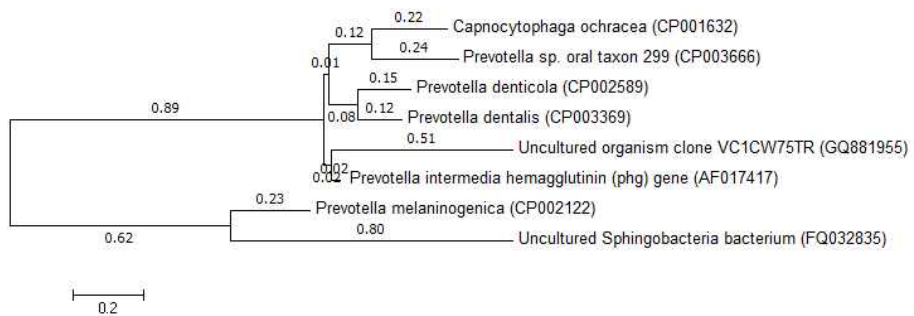 0.22
Capnocytophaga ochracea (CP001632)
0.12
0.24
Prevotella sp. oral taxon 299 (CP003666)
0.01
0.15
Prevotella denticola (CP002589)
0.89
0.08
0.12
Prevotella dentalis (CP003369)
0.51
Uncultured organism clone VC1CW75TR (GQ881955)
0.02
0.02
Prevotella intermedia hemagglutinin (phg) gene (AF017417)
0.23
Prevotella melaninogenica (CP002122)
0.62
0.80
Uncultured Sphingobacteria bacterium (FQ032835)
0.2